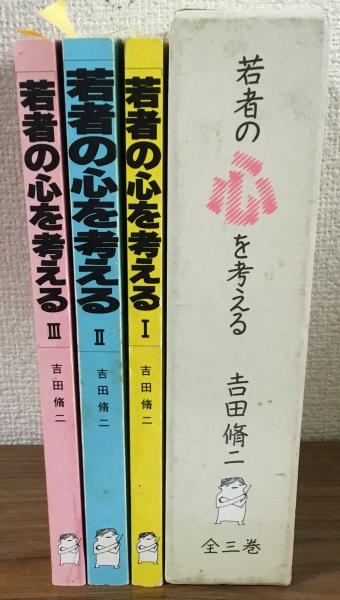 若者の心を考える III
吉田脩二
若者の心を考える II
吉田脩二
若者の心を考える I
吉田脩二
若者の心を考える
吉田脩二
全三巻